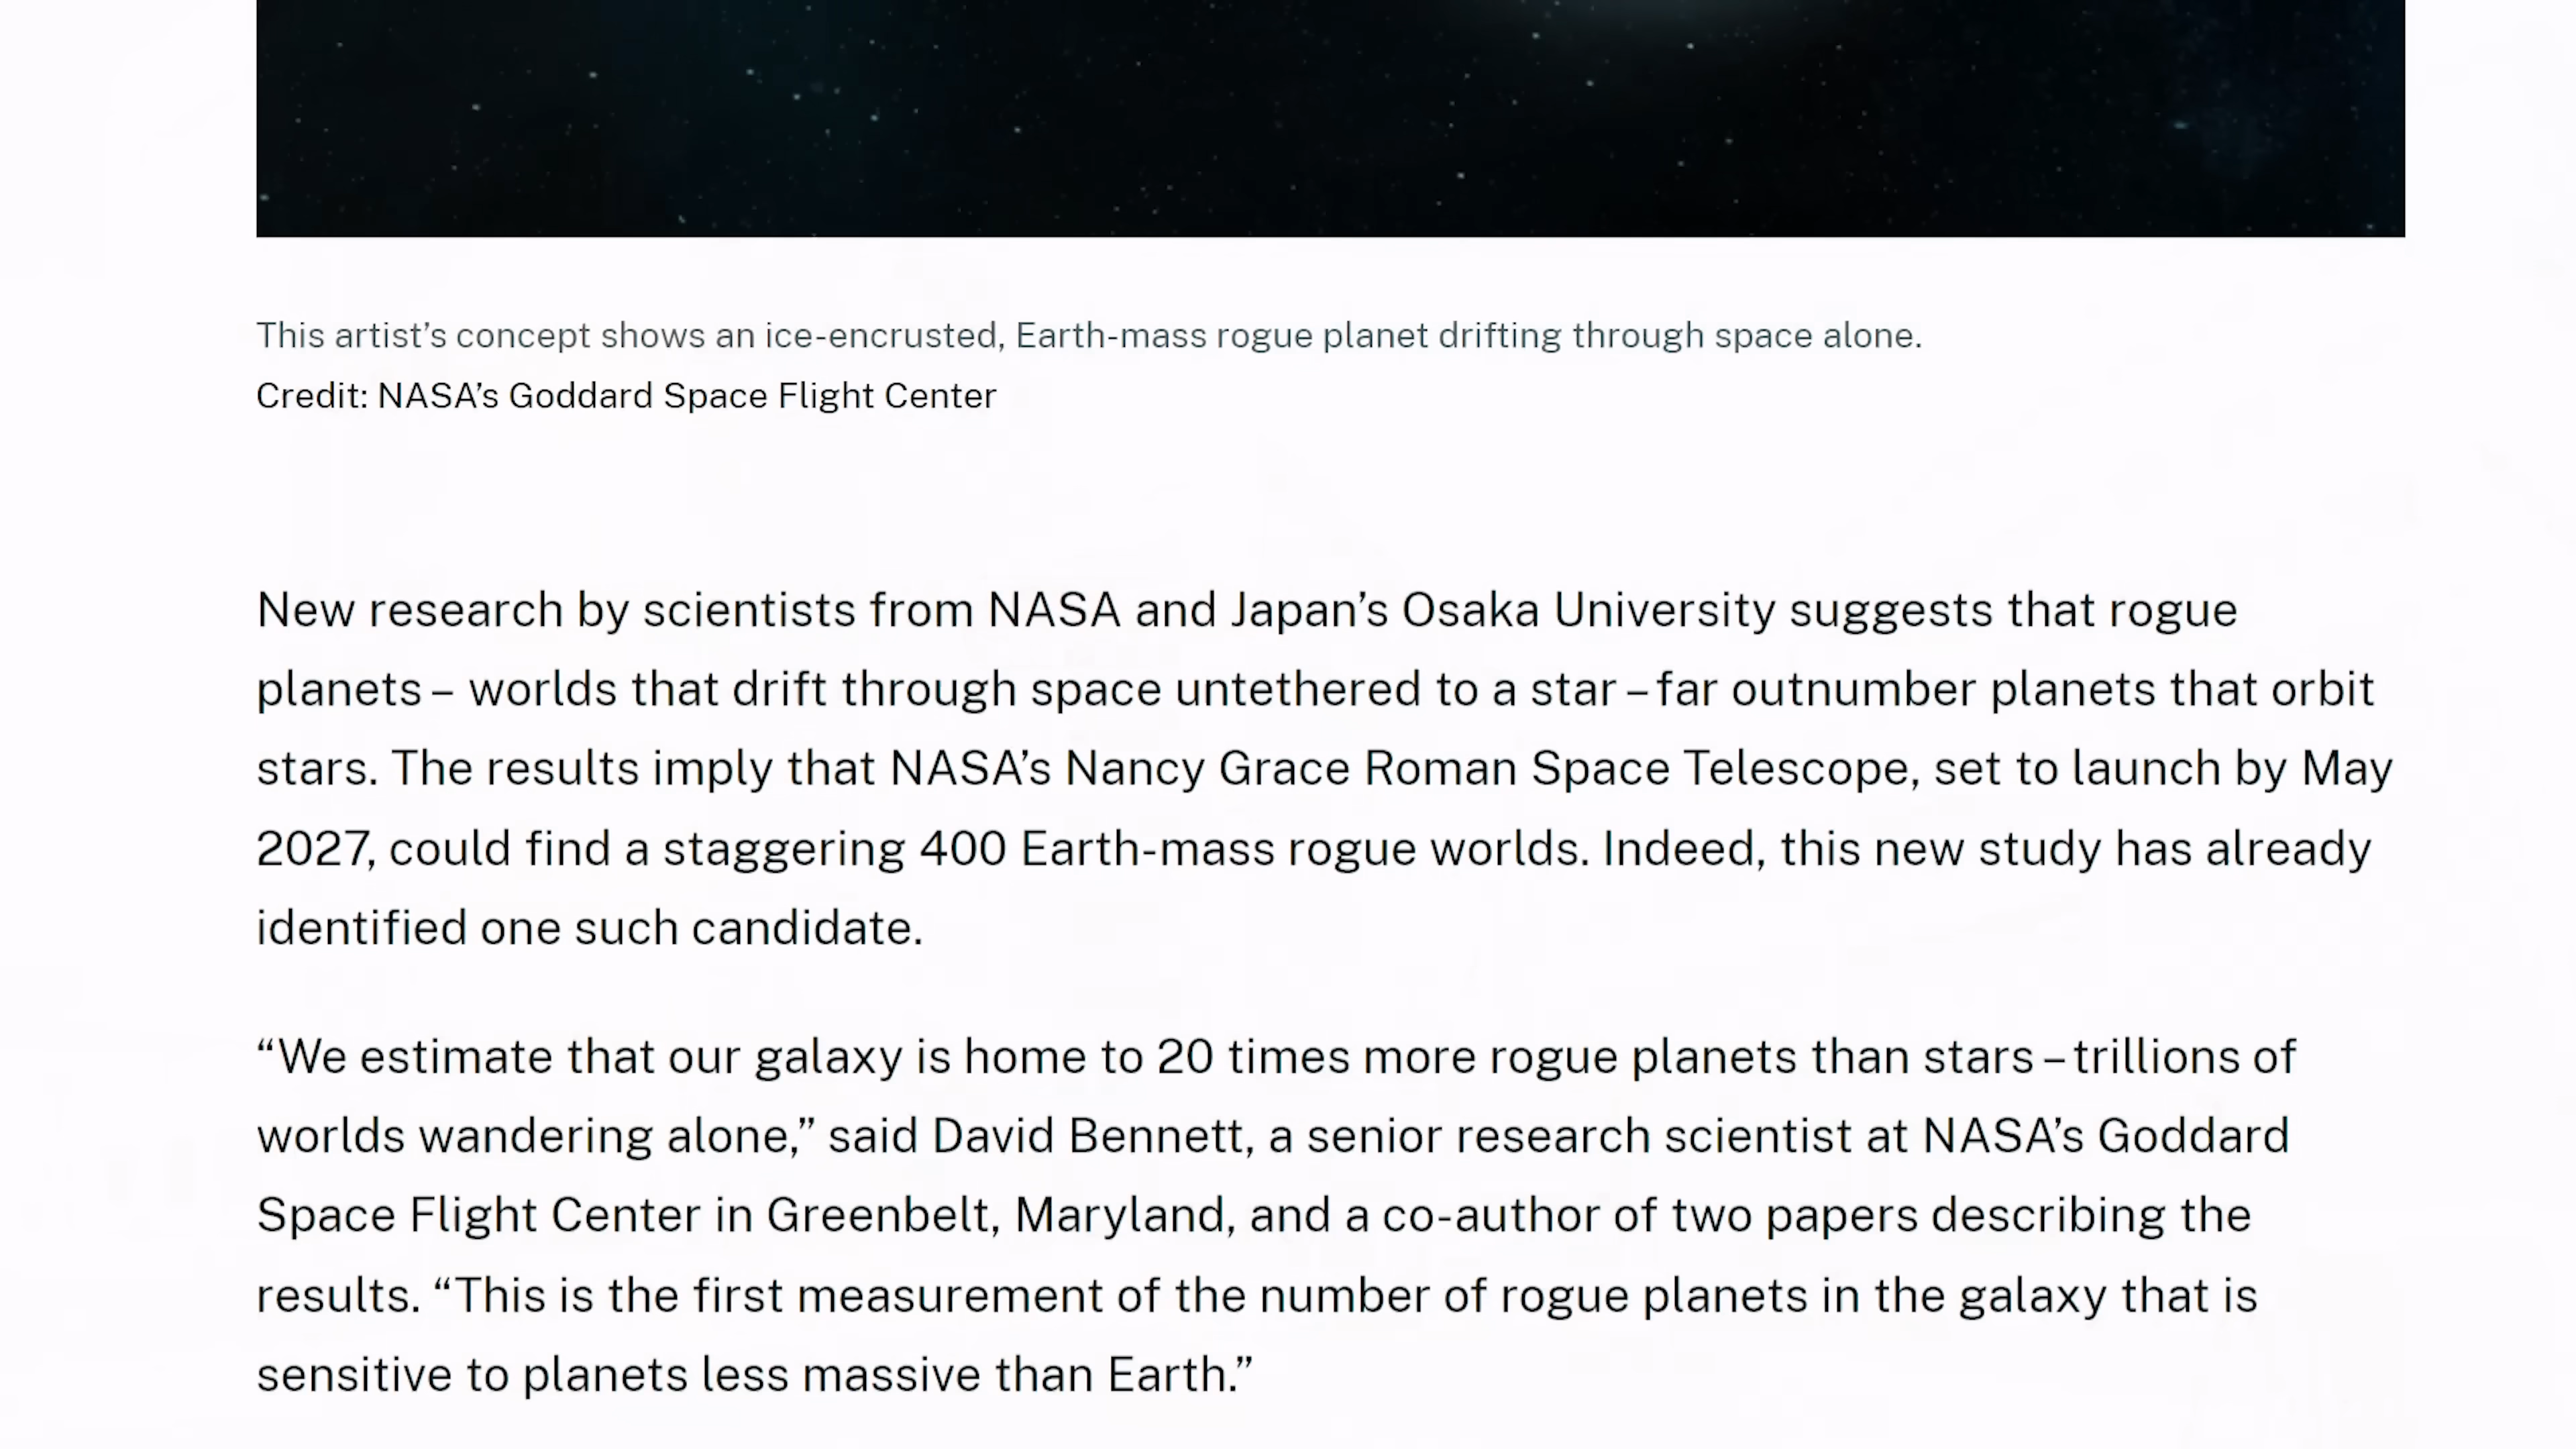 This artist’s concept shows an ice-encrusted, Earth-mass rogue planet drifting through space alone.
Credit: NASA’s Goddard Space Flight Center
New research by scientists from NASA and Japan’s Osaka University suggests that rogue
planets – worlds that drift through space untethered to a star – far outnumber planets that orbit
stars. The results imply that NASA’s Nancy Grace Roman Space Telescope, set to launch by May
2027, could find a staggering 400 Earth-mass rogue worlds. Indeed, this new study has already
identified one such candidate.
“We estimate that our galaxy is home to 20 times more rogue planets than stars – trillions of
worlds wandering alone,” said David Bennett, a senior research scientist at NASA’s Goddard
Space Flight Center in Greenbelt, Maryland, and a co-author of two papers describing the
results. “This is the first measurement of the number of rogue planets in the galaxy that is
sensitive to planets less massive than Earth.”